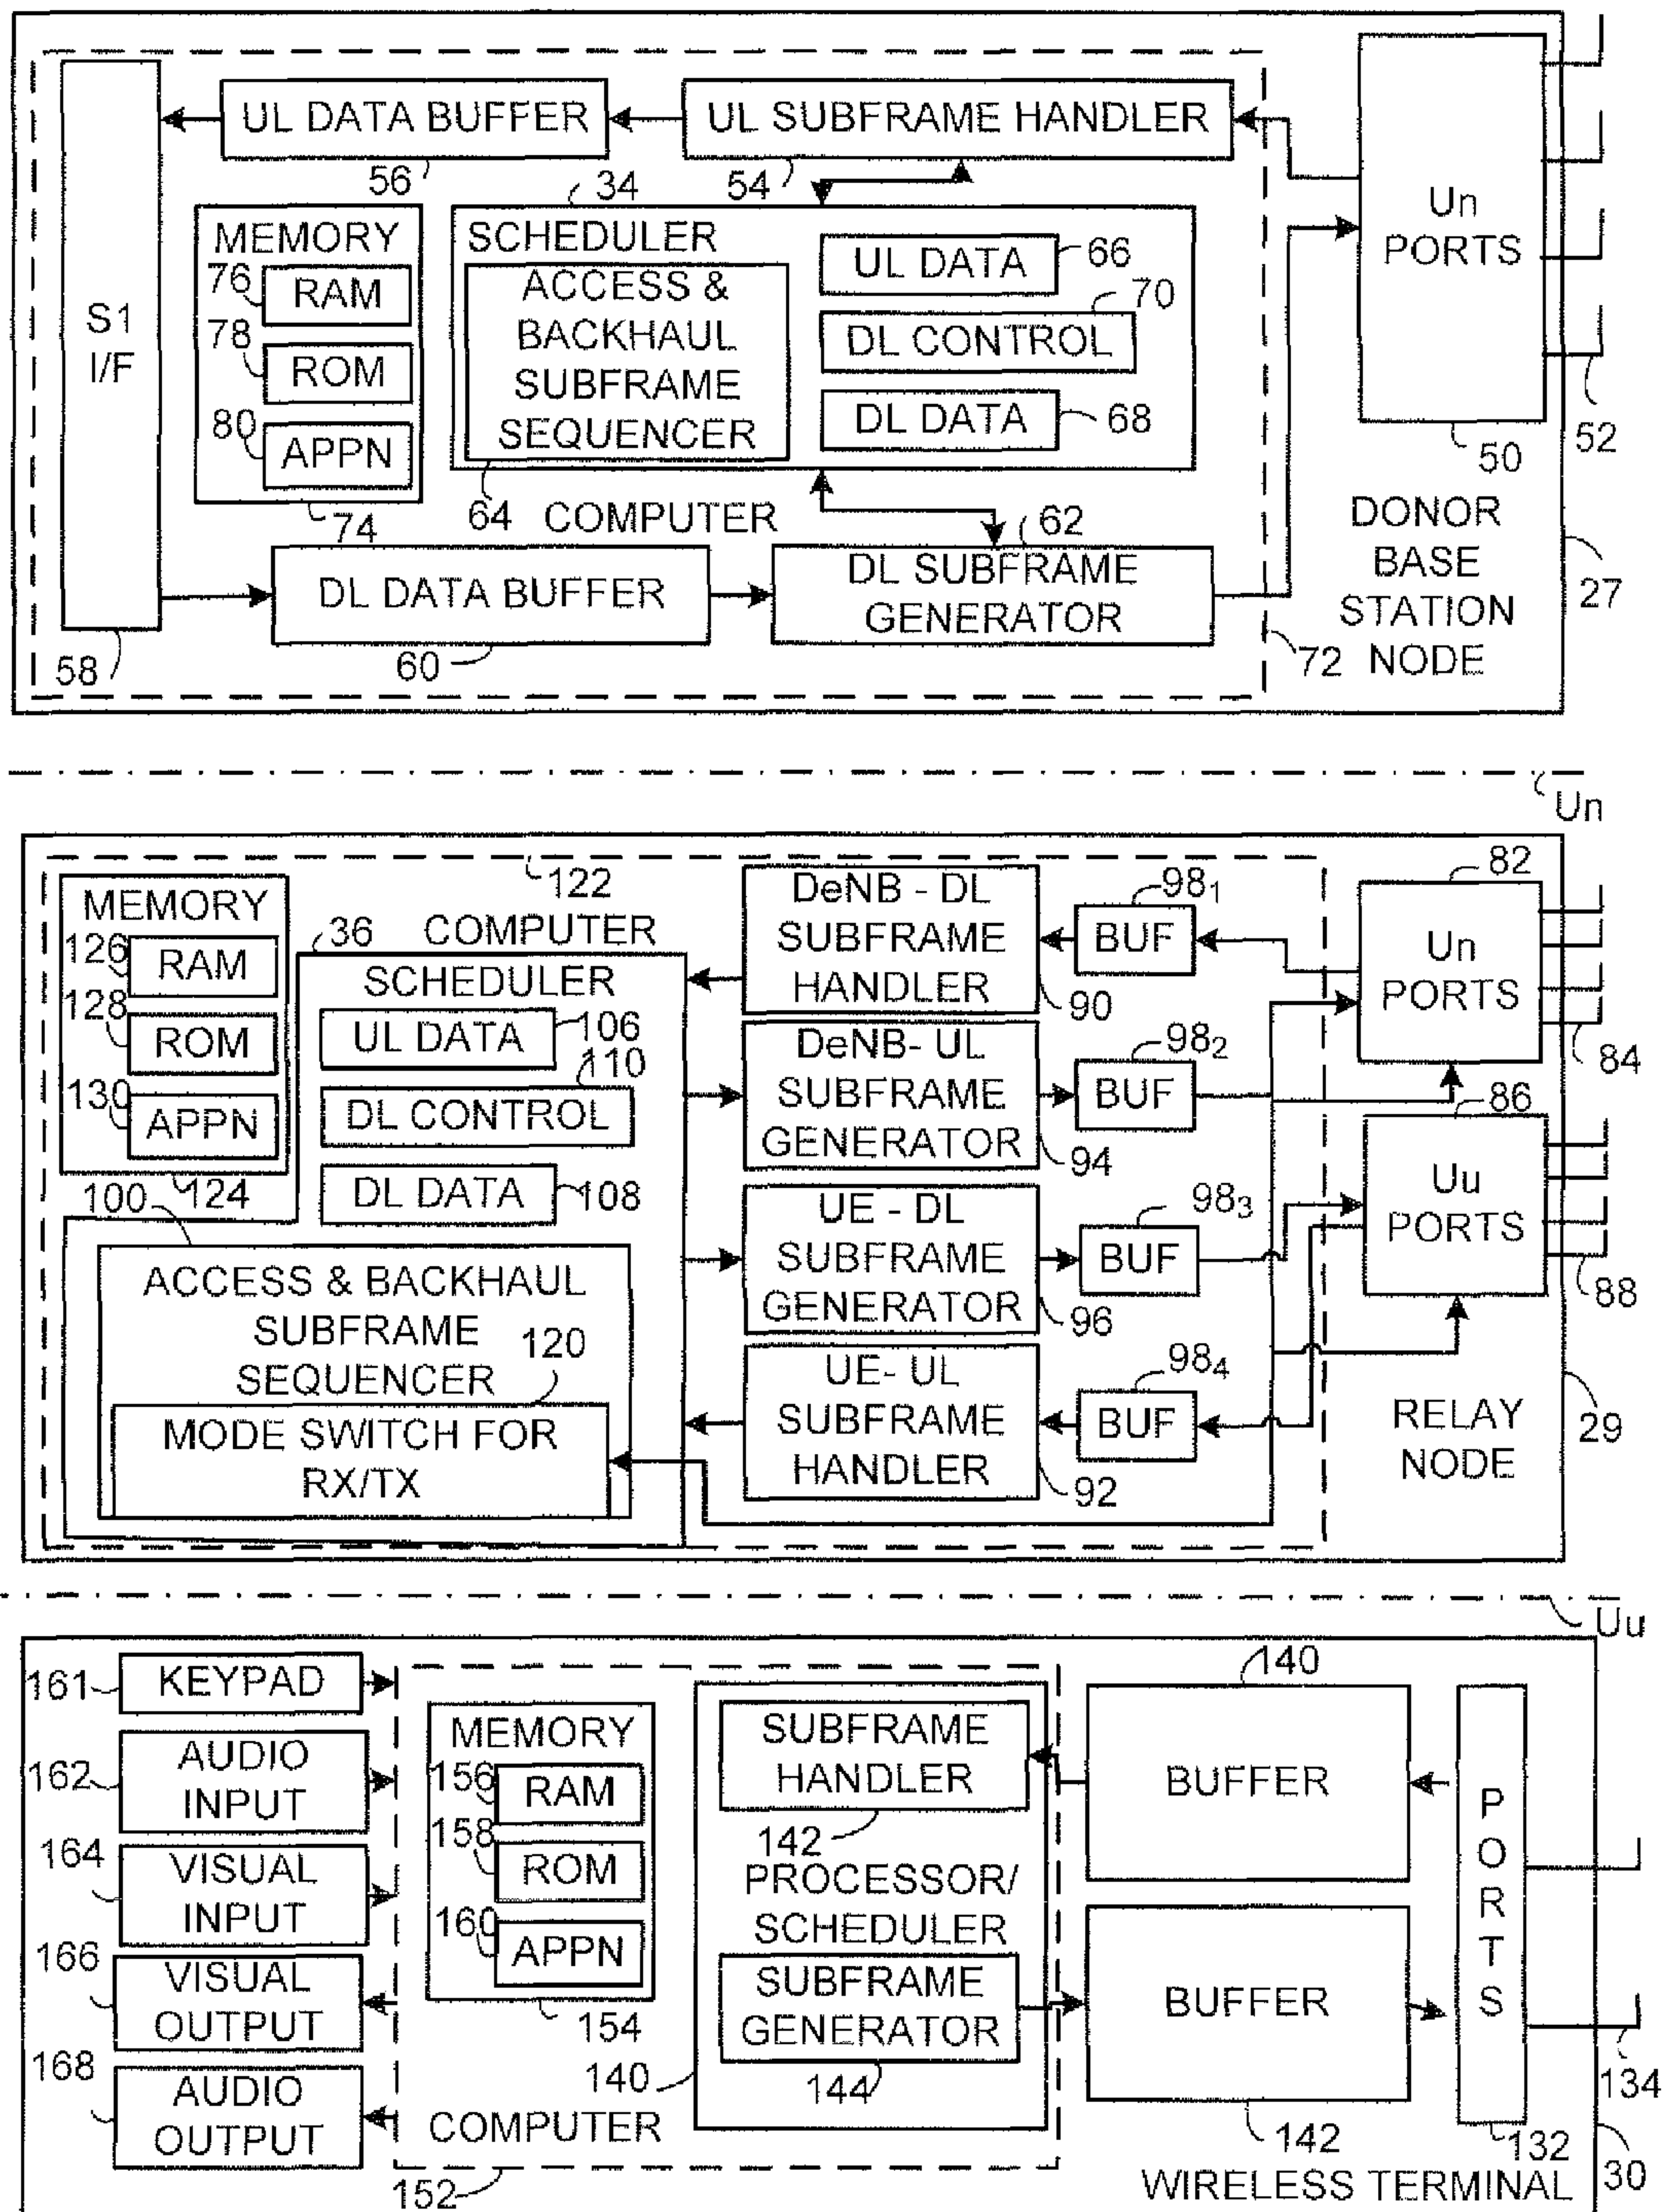 UL DATA BUFFER
UL SUBFRAME HANDLER
56
34
54
Un
PORTS
MEMORY
SCHEDULER
UL DATA
66
76
RAM
ACCESS &
BACKHAUL
SUBFRAME
SEQUENCER
70
S1
I/F
78
ROM
DL CONTROL
52
80
APPN
DL DATA
68
50
74
64
COMPUTER
62
DONOR
BASE
STATION
NODE
27
DL DATA BUFFER
DL SUBFRAME
GENERATOR
58
60
72
Un
122
MEMORY
36
COMPUTER
DeNB - DL
SUBFRAME
HANDLER
98₁
BUF
82
Un
PORTS
126
RAM
SCHEDULER
90
128
ROM
UL DATA
106
DeNB- UL
SUBFRAME
GENERATOR
98₂
BUF
84
110
130
APPN
DL CONTROL
94
86
124
DL DATA
108
UE - DL
SUBFRAME
GENERATOR
98₃
BUF
Uu
PORTS
100
ACCESS & BACKHAUL
SUBFRAME
SEQUENCER
96
88
120
UE- UL
SUBFRAME
HANDLER
98₄
BUF
MODE SWITCH FOR
RX/TX
92
RELAY
NODE
29
Uu
161
KEYPAD
140
162
AUDIO
INPUT
MEMORY
SUBFRAME
HANDLER
BUFFER
P
O
R
T
S
156
RAM
142
164
VISUAL
INPUT
158
ROM
PROCESSOR/
SCHEDULER
160
APPN
166
VISUAL
OUTPUT
SUBFRAME
GENERATOR
BUFFER
154
168
AUDIO
OUTPUT
140
144
134
COMPUTER
142
132
152
WIRELESS TERMINAL
30